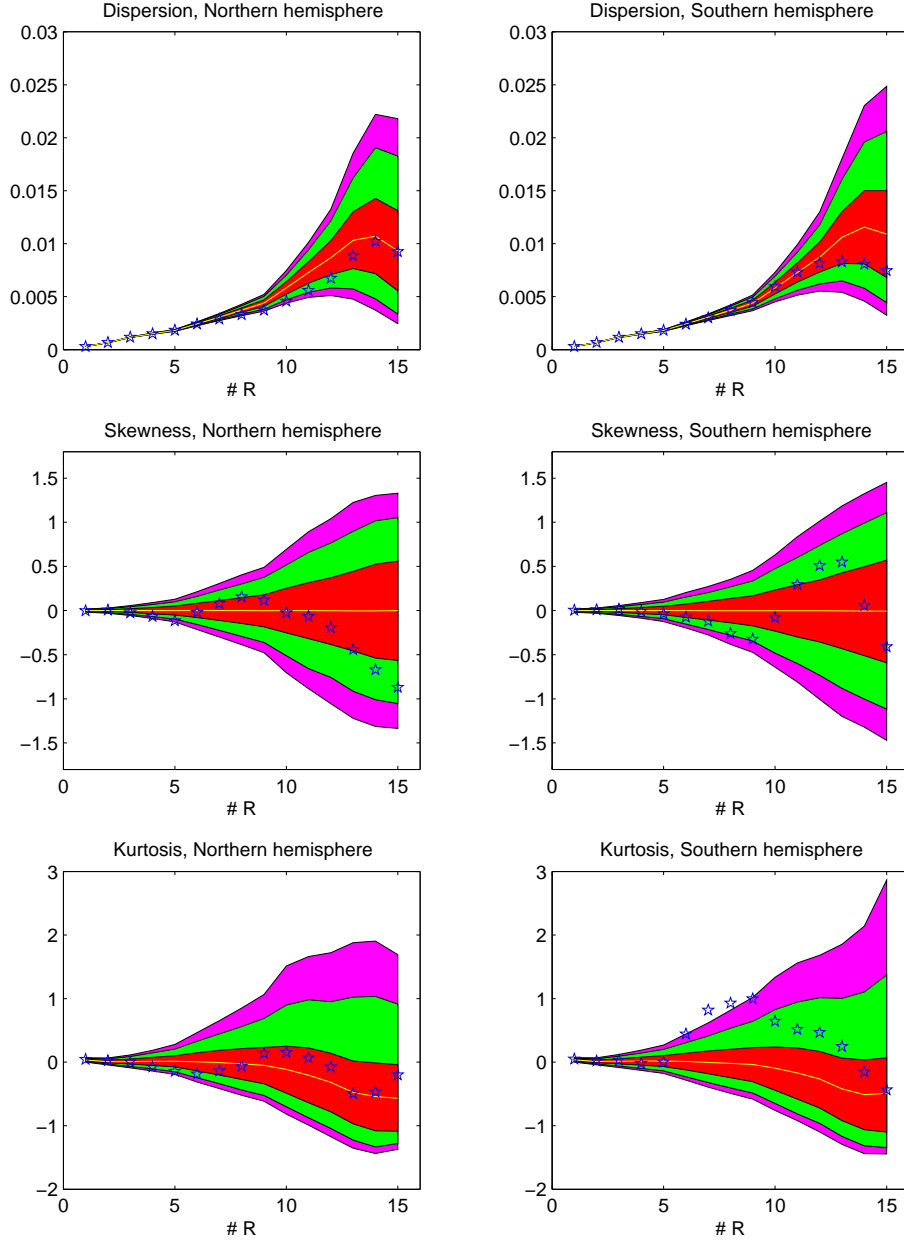 Dispersion, Northern hemisphere
Dispersion, Southern hemisphere
0.03
0.025
0.02
0.015
0.01
0.005
0
0 5 10 15
# R
0.03
0.025
0.02
0.015
0.01
0.005
0
0 5 10 15
# R
Skewness, Northern hemisphere
Skewness, Southern hemisphere
1.5
1
0.5
0
−0.5
−1
−1.5
0 5 10 15
# R
1.5
1
0.5
0
−0.5
−1
−1.5
0 5 10 15
# R
Kurtosis, Northern hemisphere
Kurtosis, Southern hemisphere
3
2
1
0
−1
−2
0 5 10 15
# R
3
2
1
0
−1
−2
0 5 10 15
# R